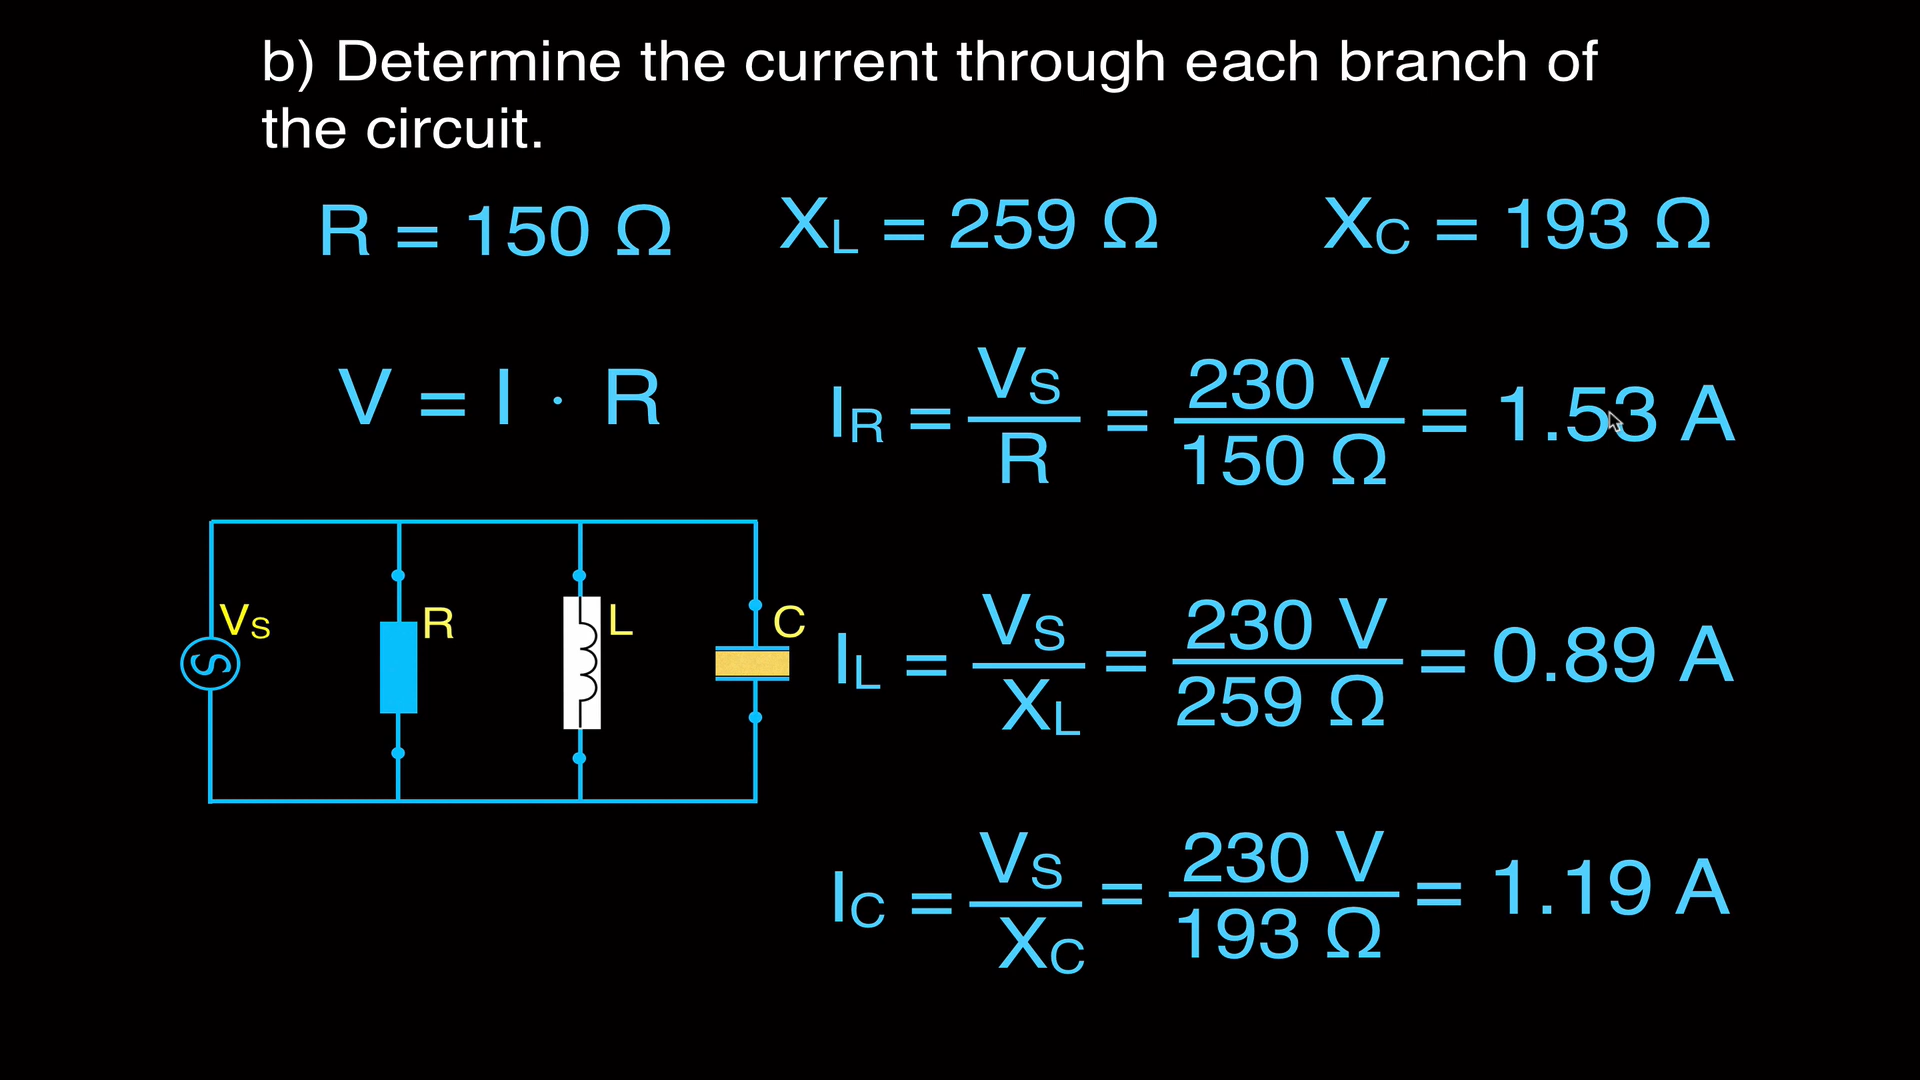 b) Determine the current through each branch of
the circuit.
R = 150 Ω
XL = 259 Ω
XC = 193 Ω
V = I · R
IR = VS / R = 230 V / 150 Ω = 1.53 A
VS
R
L
C
IL = VS / XL = 230 V / 259 Ω = 0.89 A
IC = VS / XC = 230 V / 193 Ω = 1.19 A